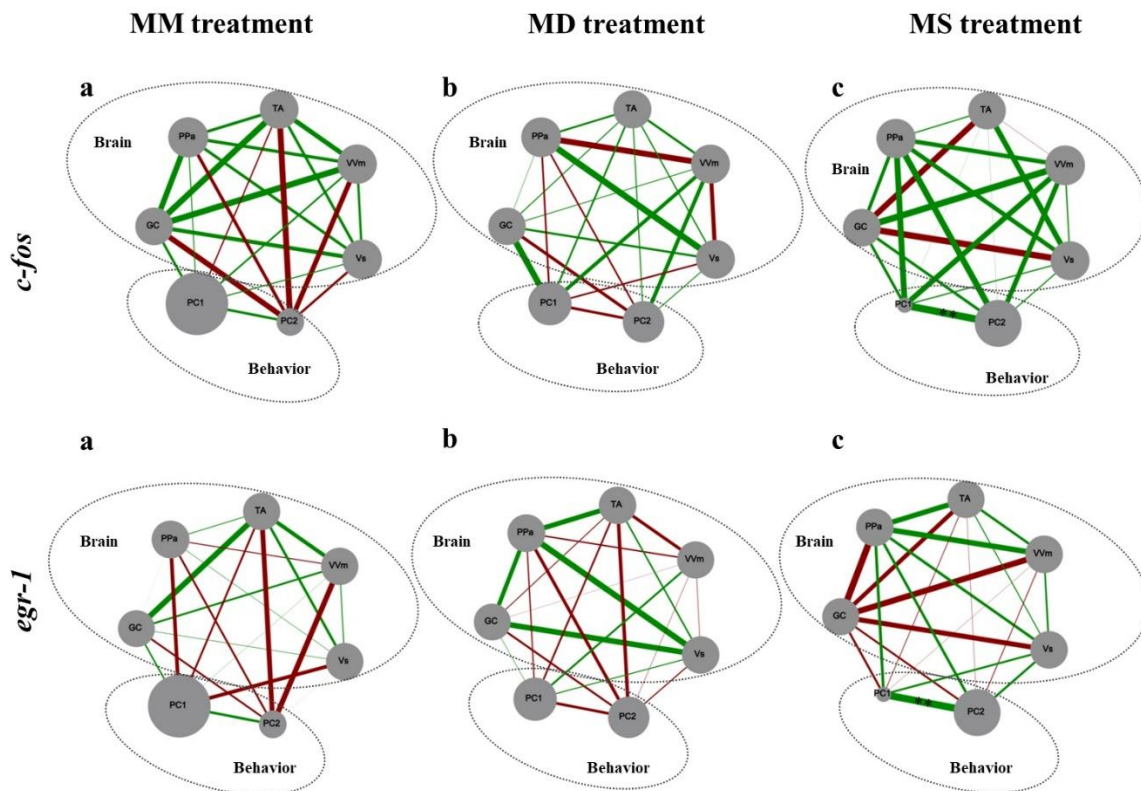 MM treatment MD treatment MS treatment
a b c
c-fos
TA
PPa
Brain
VVm
GC
Vs
PC1
PC2
Behavior
TA
PPa
Brain
VVm
GC
Vs
PC1
PC2
Behavior
TA
PPa
Brain
VVm
GC
Vs
PC1
**
PC2
Behavior
a b c
egr-1
TA
PPa
Brain
VVm
GC
Vs
PC1
PC2
Behavior
TA
PPa
Brain
VVm
GC
Vs
PC1
PC2
Behavior
TA
PPa
Brain
VVm
GC
Vs
PC1
**
PC2
Behavior